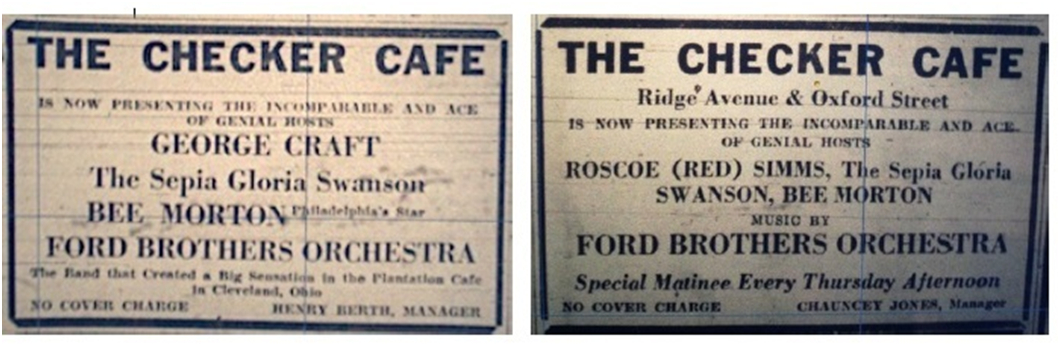 THE CHECKER CAFE
IS NOW PRESENTING THE INCOMPARABLE AND ACE
OF GENIAL HOSTS
GEORGE CRAFT
The Sepia Gloria Swanson
BEE MORTON Philadelphia's Star
FORD BROTHERS ORCHESTRA
The Band that Created a Big Sensation in the Plantation Cafe
in Cleveland, Ohio
NO COVER CHARGE HENRY BERTH, MANAGER
THE CHECKER CAFE
Ridge Avenue & Oxford Street
IS NOW PRESENTING THE INCOMPARABLE AND ACE
OF GENIAL HOSTS
ROSCOE (RED) SIMMS, The Sepia Gloria
SWANSON, BEE MORTON
MUSIC BY
FORD BROTHERS ORCHESTRA
Special Matinee Every Thursday Afternoon
NO COVER CHARGE CHAUNCEY JONES, Manager